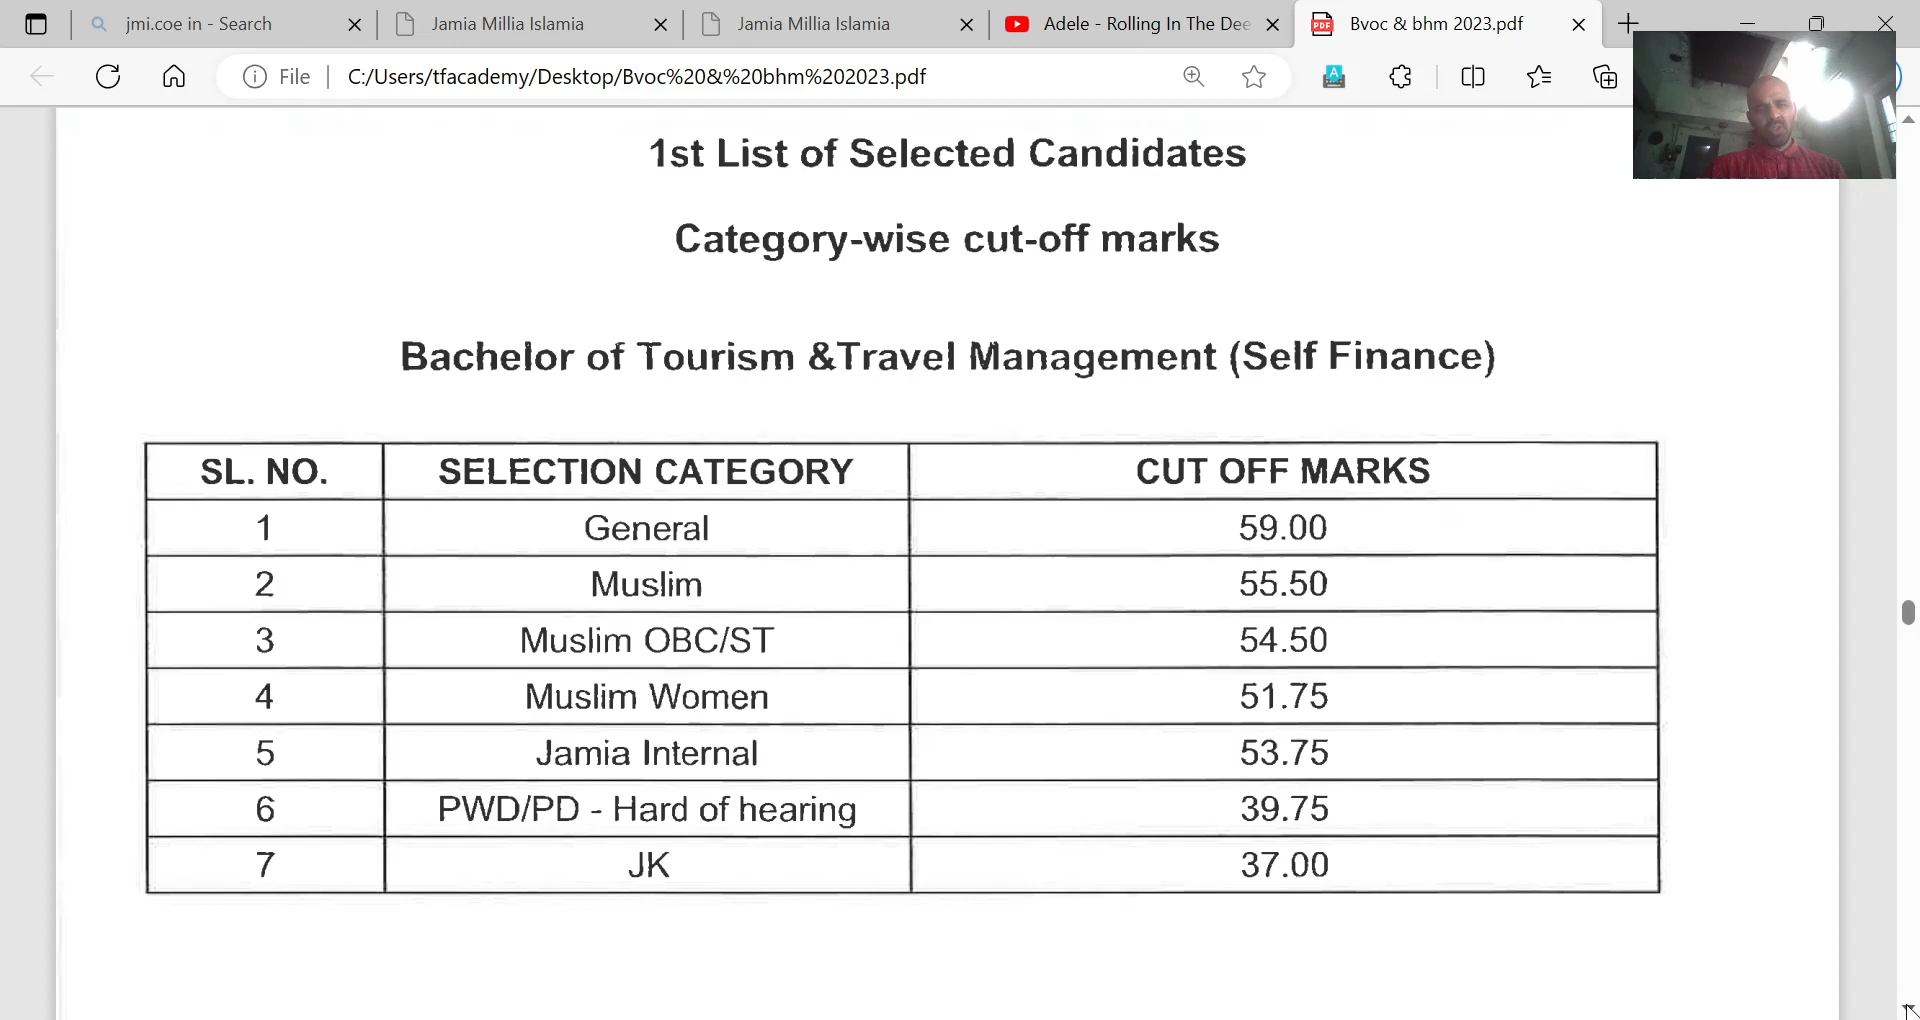 jmi.coe in - Search
Jamia Millia Islamia
Jamia Millia Islamia
Adele - Rolling In The Dee
Bvoc & bhm 2023.pdf
File
C:/Users/tfacademy/Desktop/Bvoc%20&%20bhm%202023.pdf
1st List of Selected Candidates
Category-wise cut-off marks
Bachelor of Tourism &Travel Management (Self Finance)
SL. NO. SELECTION CATEGORY CUT OFF MARKS
1 General 59.00
2 Muslim 55.50
3 Muslim OBC/ST 54.50
4 Muslim Women 51.75
5 Jamia Internal 53.75
6 PWD/PD - Hard of hearing 39.75
7 JK 37.00